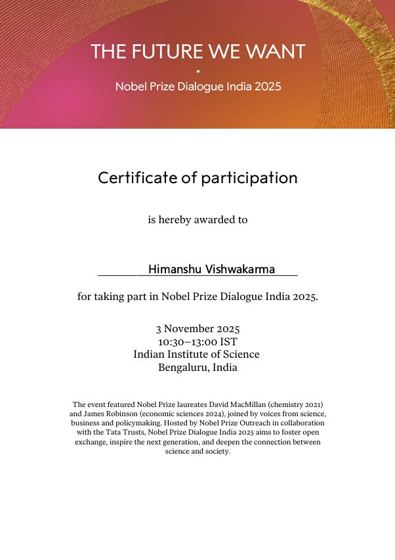 THE FUTURE WE WANT
•
Nobel Prize Dialogue India 2025
Certificate of participation
is hereby awarded to
Himanshu Vishwakarma
for taking part in Nobel Prize Dialogue India 2025.
3 November 2025
10:30–13:00 IST
Indian Institute of Science
Bengaluru, India
The event featured Nobel Prize laureates David MacMillan (chemistry 2021)
and James Robinson (economic sciences 2024), joined by voices from science,
business and policymaking. Hosted by Nobel Prize Outreach in collaboration
with the Tata Trusts, Nobel Prize Dialogue India 2025 aims to foster open
exchange, inspire the next generation, and deepen the connection between
science and society.